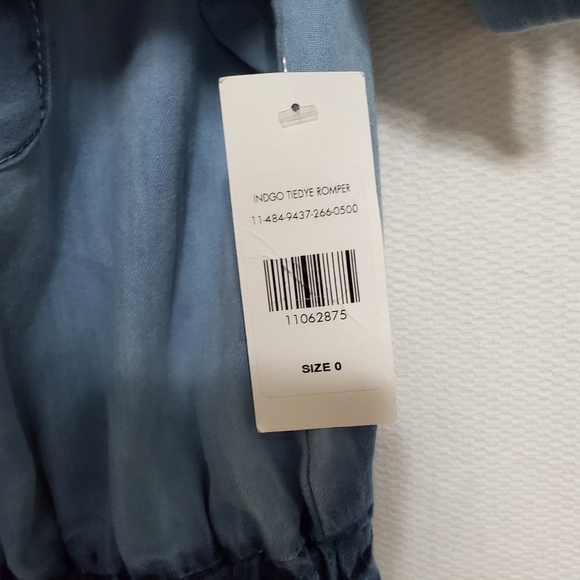 INDGO TIEDYE ROMPER
11-484-9437-266-0500
11062875
SIZE 0